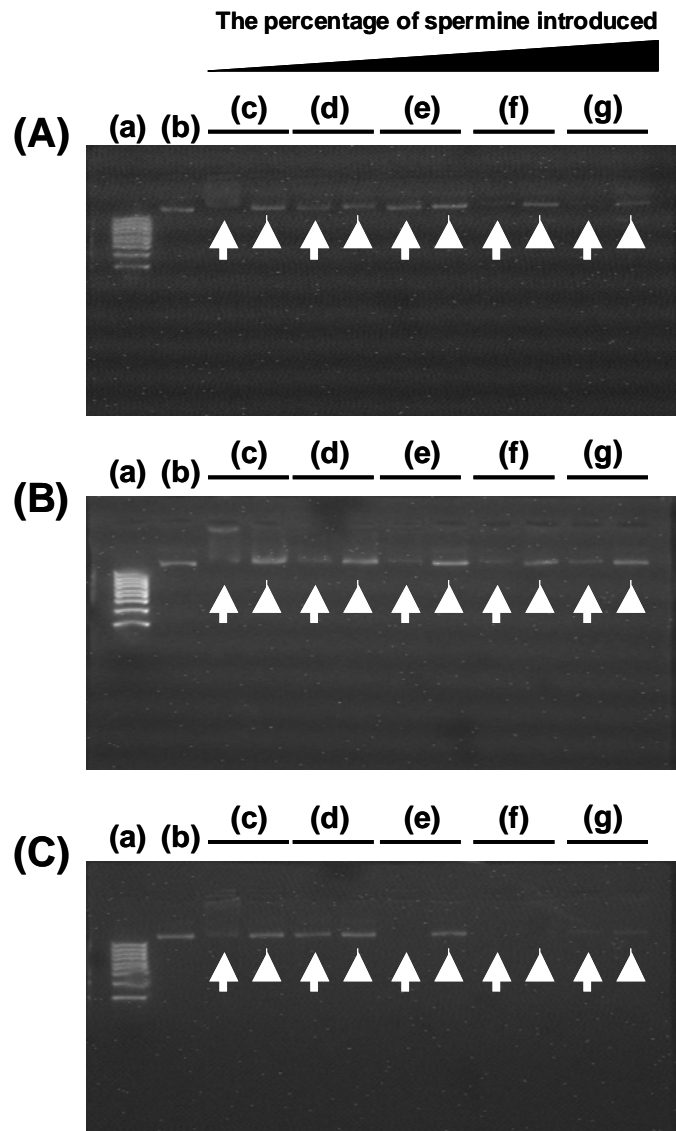 The percentage of spermine introduced
(A)
(a) (b) (c) (d) (e) (f) (g)
(B)
(a) (b) (c) (d) (e) (f) (g)
(C)
(a) (b) (c) (d) (e) (f) (g)